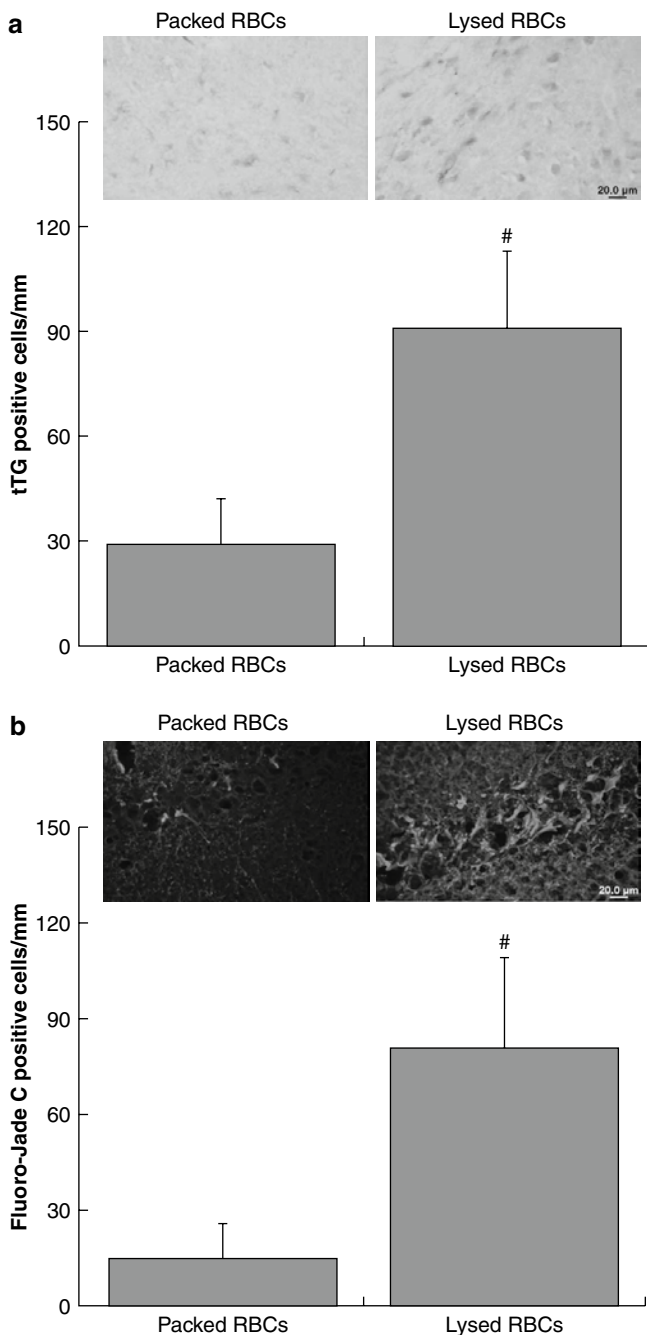 a
Packed RBCs Lysed RBCs
20.0 µm
150
120
90
60
30
0
tTG positive cells/mm
#
Packed RBCs Lysed RBCs
b
Packed RBCs Lysed RBCs
20.0 µm
150
120
90
60
30
0
Fluoro-Jade C positive cells/mm
#
Packed RBCs Lysed RBCs